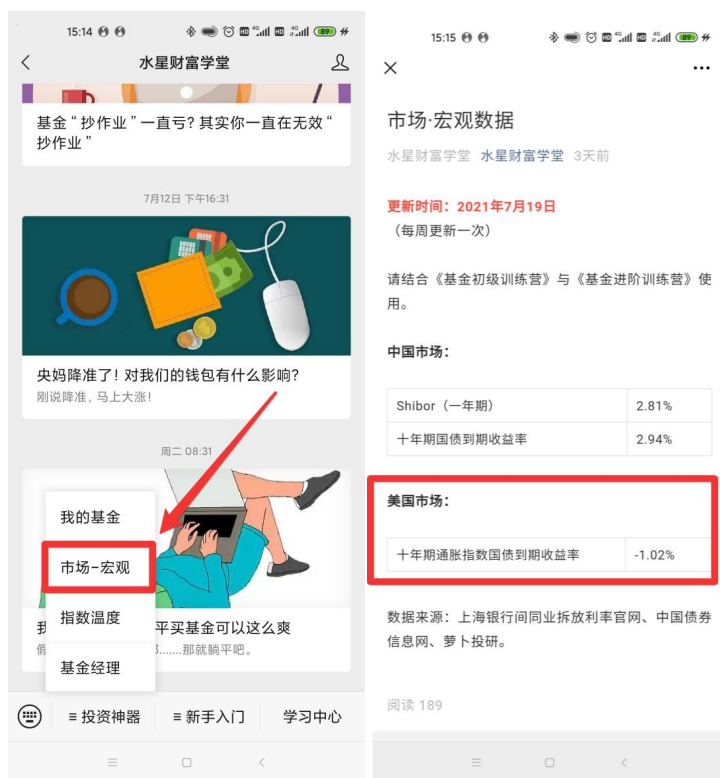 15:14
4G
HD
4G
HD
89
水星财富学堂
基金“抄作业”一直亏?其实你一直在无效“
抄作业”
7月12日 下午16:31
央妈降准了!对我们的钱包有什么影响?
刚说降准,马上大涨!
周二 08:31
平买基金可以这么爽
.......那就躺平吧。
我的基金
市场-宏观
指数温度
基金经理
≡投资神器
≡新手入门
学习中心
15:15
4G
HD
4G
HD
89
市场·宏观数据
水星财富学堂 水星财富学堂 3天前
更新时间:2021年7月19日
(每周更新一次)
请结合《基金初级训练营》与《基金进阶训练营》使
用。
中国市场:
Shibor(一年期) 2.81%
十年期国债到期收益率 2.94%
美国市场:
十年期通胀指数国债到期收益率 -1.02%
数据来源:上海银行间同业拆放利率官网、中国债券
信息网、萝卜投研。
阅读 189